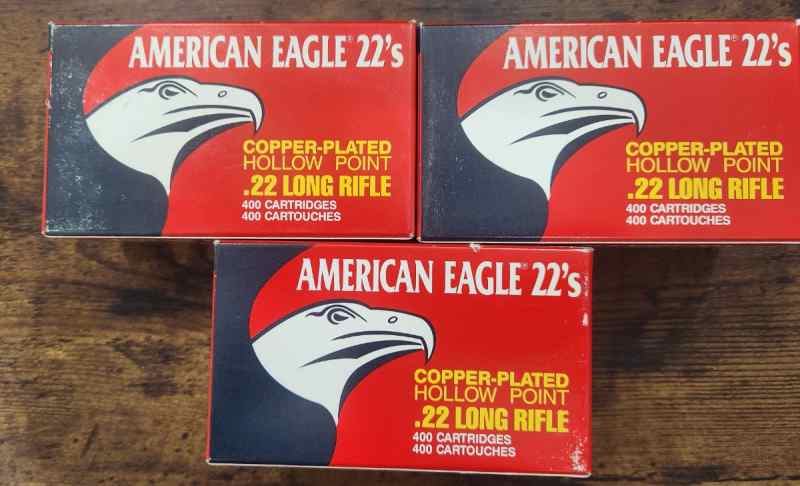 AMERICAN EAGLE® 22's
COPPER-PLATED
HOLLOW POINT
.22 LONG RIFLE
400 CARTRIDGES
400 CARTOUCHES
AMERICAN EAGLE® 22's
COPPER-PLATED
HOLLOW POINT
.22 LONG RIFLE
400 CARTRIDGES
400 CARTOUCHES
AMERICAN EAGLE® 22's
COPPER-PLATED
HOLLOW POINT
.22 LONG RIFLE
400 CARTRIDGES
400 CARTOUCHES